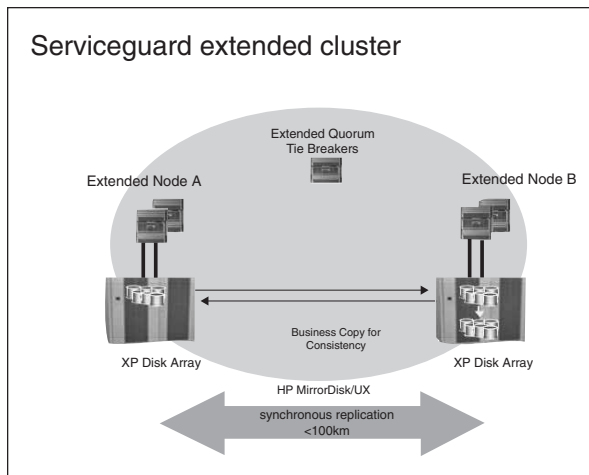 Serviceguard extended cluster
Extended Quorum
Tie Breakers
Extended Node A
Extended Node B
Business Copy for
Consistency
XP Disk Array
XP Disk Array
HP MirrorDisk/UX
synchronous replication
<100km